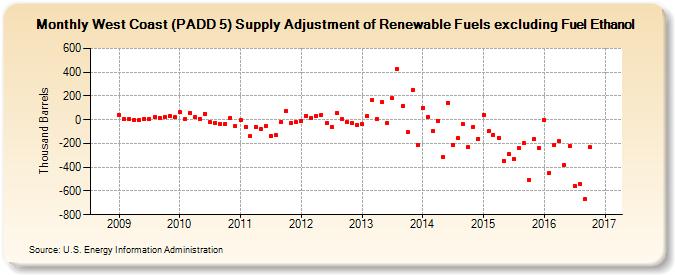 Monthly West Coast (PADD 5) Supply Adjustment of Renewable Fuels excluding Fuel Ethanol
Thousand Barrels
600
400
200
0
-200
-400
-600
-800
2009 2010 2011 2012 2013 2014 2015 2016 2017
Source: U.S. Energy Information Administration